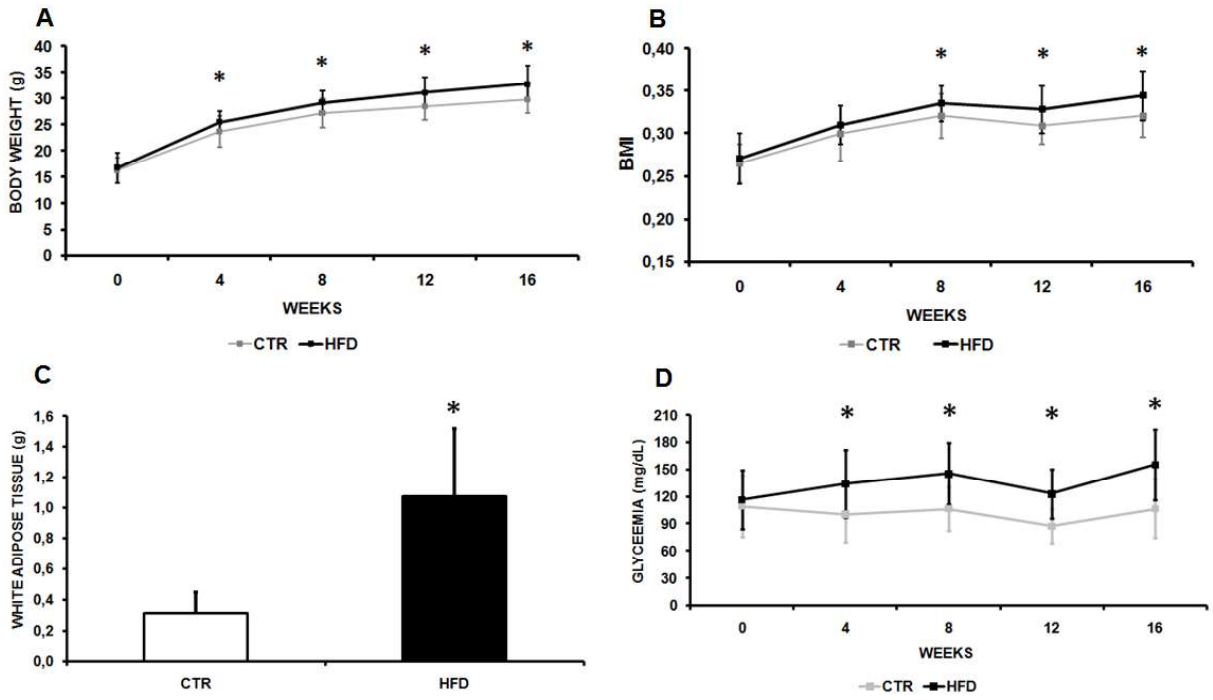 A
BODY WEIGHT (g)
40
35
30
25
20
15
10
5
0
* * * *
0 4 8 12 16
WEEKS
CTR HFD
B
BMI
0,40
0,35
0,30
0,25
0,20
0,15
* * *
0 4 8 12 16
WEEKS
CTR HFD
C
WHITE ADIPOSE TISSUE (g)
1,6
1,4
1,2
1,0
0,8
0,6
0,4
0,2
0,0
*
CTR HFD
D
GLYCEEMIA (mg/dL)
210
180
150
120
90
60
30
0
* * * *
0 4 8 12 16
WEEKS
CTR HFD